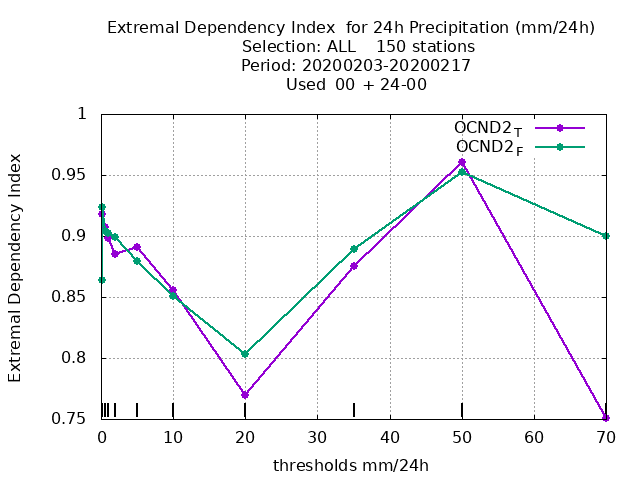 Extremal Dependency Index  for 24h Precipitation (mm/24h)
Selection: ALL    150 stations
Period: 20200203-20200217
Used  00 + 24-00
OCND2T
OCND2F
Extremal Dependency Index
1
0.95
0.9
0.85
0.8
0.75
0 10 20 30 40 50 60 70
thresholds mm/24h